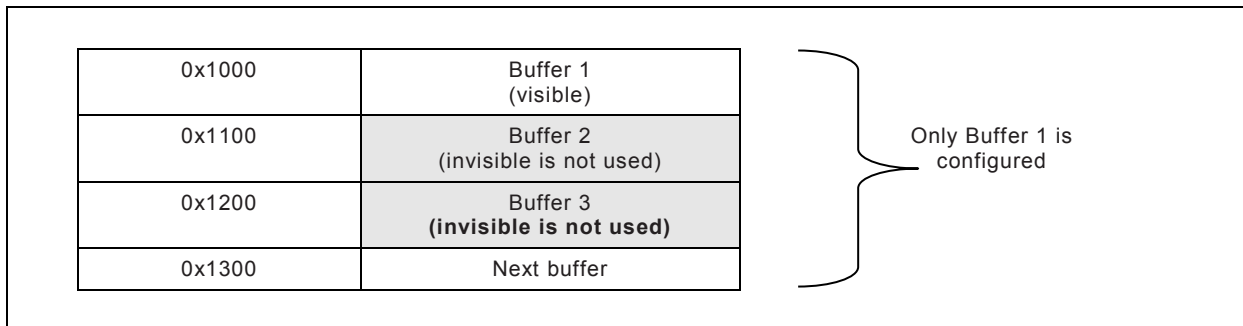 0x1000
Buffer 1
(visible)
0x1100
Buffer 2
(invisible is not used)
0x1200
Buffer 3
(invisible is not used)
0x1300
Next buffer
Only Buffer 1 is
configured